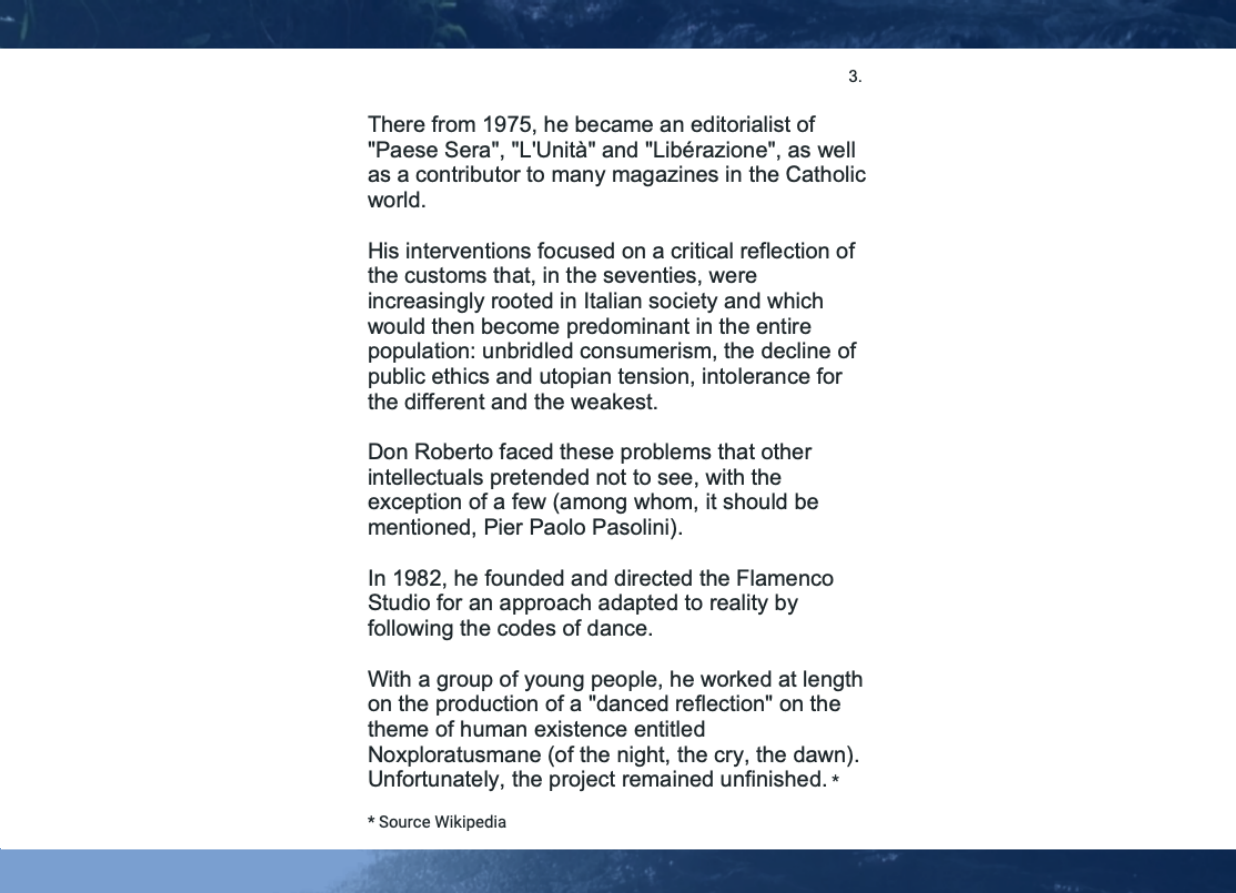 3.
There from 1975, he became an editorialist of
"Paese Sera", "L'Unità" and "Libérazione", as well
as a contributor to many magazines in the Catholic
world.
His interventions focused on a critical reflection of
the customs that, in the seventies, were
increasingly rooted in Italian society and which
would then become predominant in the entire
population: unbridled consumerism, the decline of
public ethics and utopian tension, intolerance for
the different and the weakest.
Don Roberto faced these problems that other
intellectuals pretended not to see, with the
exception of a few (among whom, it should be
mentioned, Pier Paolo Pasolini).
In 1982, he founded and directed the Flamenco
Studio for an approach adapted to reality by
following the codes of dance.
With a group of young people, he worked at length
on the production of a "danced reflection" on the
theme of human existence entitled
Noxploratusmane (of the night, the cry, the dawn).
Unfortunately, the project remained unfinished. *
* Source Wikipedia